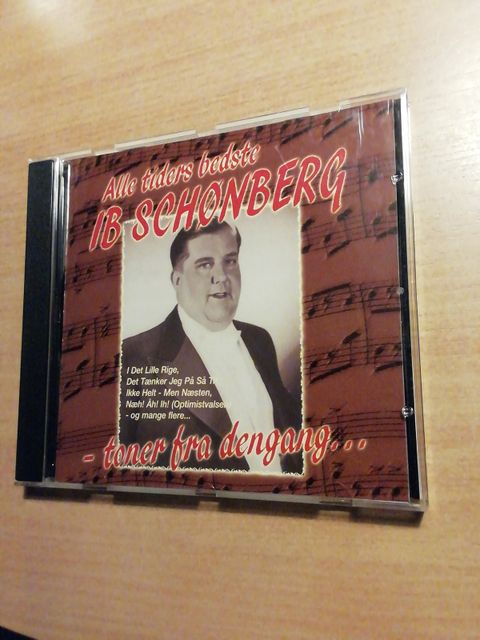 Alle tiders bedste
IB SCHØNBERG
I Det Lille Rige,
Det Tænker Jeg På Så Tit
Ikke Helt - Men Næsten,
Næh! Åh! Ih! (Optimistvalsen)
- og mange flere...
- toner fra dengang...